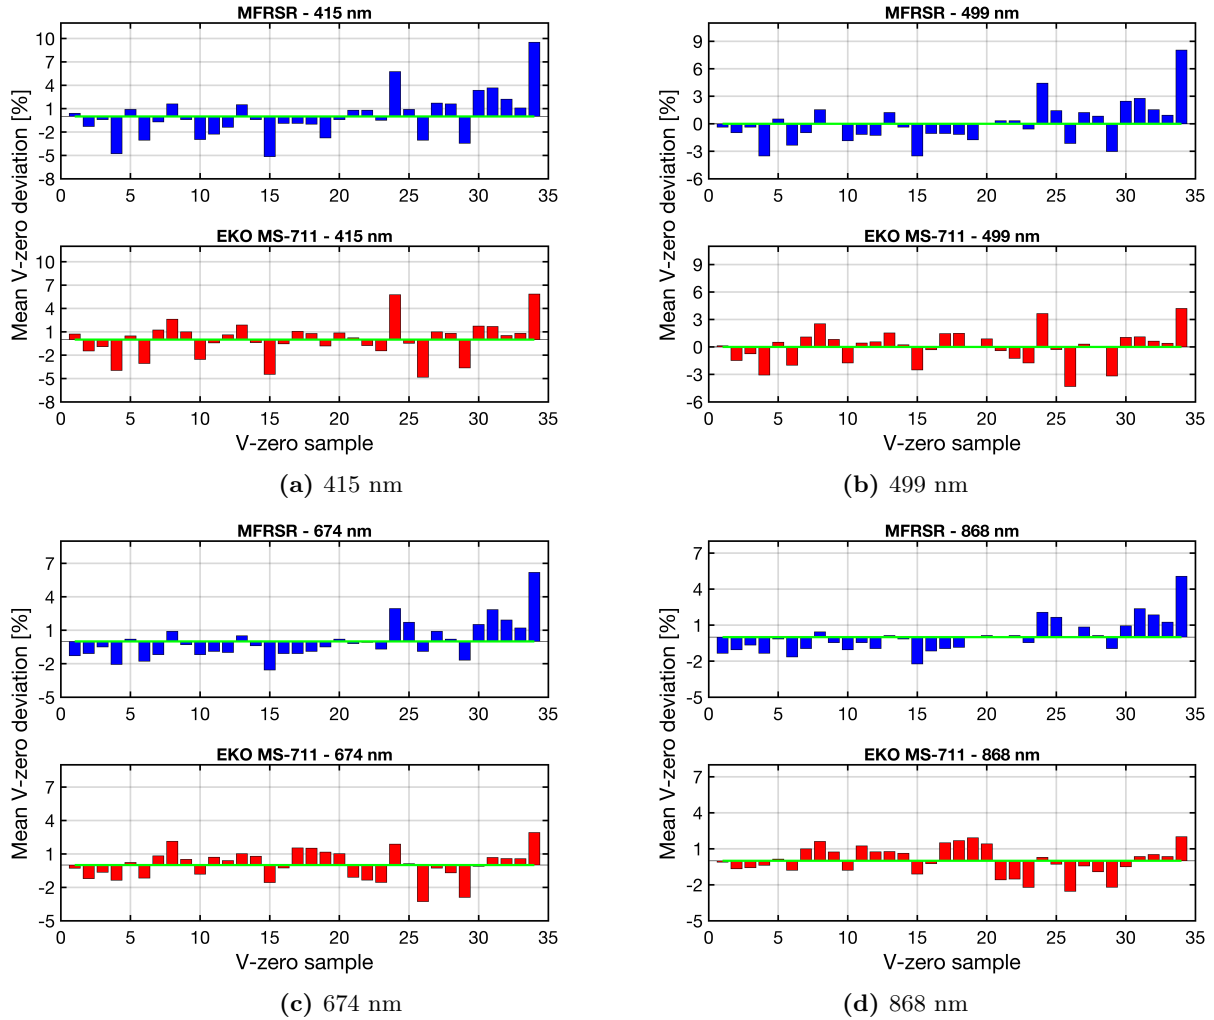 MFRSR - 415 nm
10
7
4
1
-2
-5
-8
0 5 10 15 20 25 30 35
EKO MS-711 - 415 nm
10
7
4
1
-2
-5
-8
0 5 10 15 20 25 30 35
V-zero sample
Mean V-zero deviation [%]
(a) 415 nm
MFRSR - 499 nm
9
6
3
0
-3
-6
0 5 10 15 20 25 30 35
EKO MS-711 - 499 nm
9
6
3
0
-3
-6
0 5 10 15 20 25 30 35
V-zero sample
Mean V-zero deviation [%]
(b) 499 nm
MFRSR - 674 nm
7
4
1
-2
-5
0 5 10 15 20 25 30 35
EKO MS-711 - 674 nm
7
4
1
-2
-5
0 5 10 15 20 25 30 35
V-zero sample
Mean V-zero deviation [%]
(c) 674 nm
MFRSR - 868 nm
7
4
1
-2
-5
0 5 10 15 20 25 30 35
EKO MS-711 - 868 nm
7
4
1
-2
-5
0 5 10 15 20 25 30 35
V-zero sample
Mean V-zero deviation [%]
(d) 868 nm